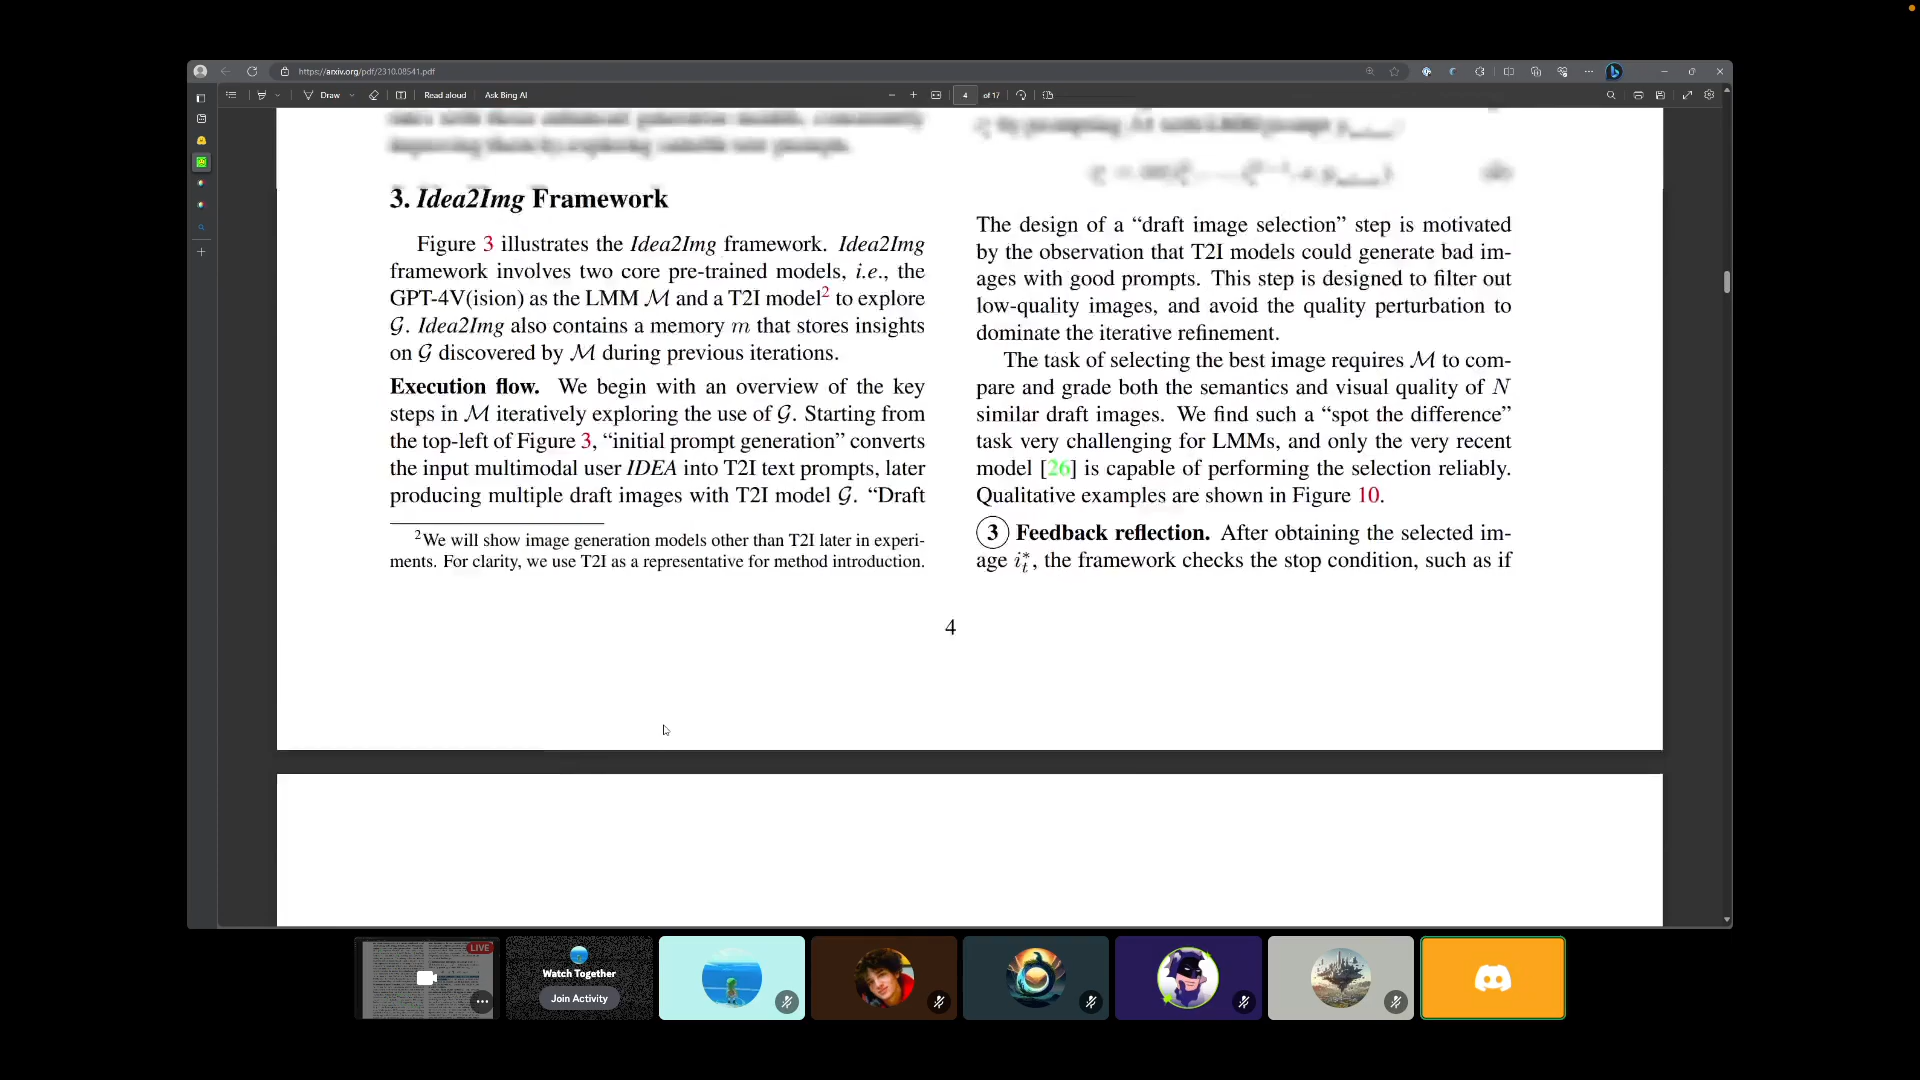 https://arxiv.org/pdf/2310.08541.pdf
Draw
Read aloud
Ask Bing AI
4
of 17
3. Idea2Img Framework
Figure 3 illustrates the Idea2Img framework. Idea2Img
framework involves two core pre-trained models, i.e., the
GPT-4V(ision) as the LMM ℳ and a T2I model² to explore
𝒢. Idea2Img also contains a memory m that stores insights
on 𝒢 discovered by ℳ during previous iterations.
Execution flow. We begin with an overview of the key
steps in ℳ iteratively exploring the use of 𝒢. Starting from
the top-left of Figure 3, “initial prompt generation” converts
the input multimodal user IDEA into T2I text prompts, later
producing multiple draft images with T2I model 𝒢. “Draft
²We will show image generation models other than T2I later in experi-
ments. For clarity, we use T2I as a representative for method introduction.
The design of a “draft image selection” step is motivated
by the observation that T2I models could generate bad im-
ages with good prompts. This step is designed to filter out
low-quality images, and avoid the quality perturbation to
dominate the iterative refinement.
The task of selecting the best image requires ℳ to com-
pare and grade both the semantics and visual quality of N
similar draft images. We find such a “spot the difference”
task very challenging for LMMs, and only the very recent
model [26] is capable of performing the selection reliably.
Qualitative examples are shown in Figure 10.
③ Feedback reflection. After obtaining the selected im-
age i*ₜ, the framework checks the stop condition, such as if
4
LIVE
Watch Together
Join Activity